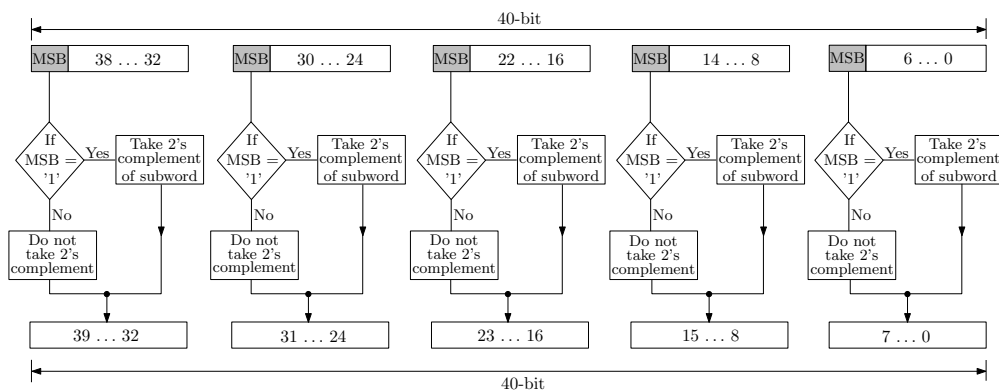 40-bit
MSB 38 … 32
MSB 30 … 24
MSB 22 … 16
MSB 14 … 8
MSB 6 … 0
If
MSB =
'1'
Yes
Take 2's
complement
of subword
No
Do not
take 2's
complement
If
MSB =
'1'
Yes
Take 2's
complement
of subword
No
Do not
take 2's
complement
If
MSB =
'1'
Yes
Take 2's
complement
of subword
No
Do not
take 2's
complement
If
MSB =
'1'
Yes
Take 2's
complement
of subword
No
Do not
take 2's
complement
If
MSB =
'1'
Yes
Take 2's
complement
of subword
No
Do not
take 2's
complement
39 … 32
31 … 24
23 … 16
15 … 8
7 … 0
40-bit